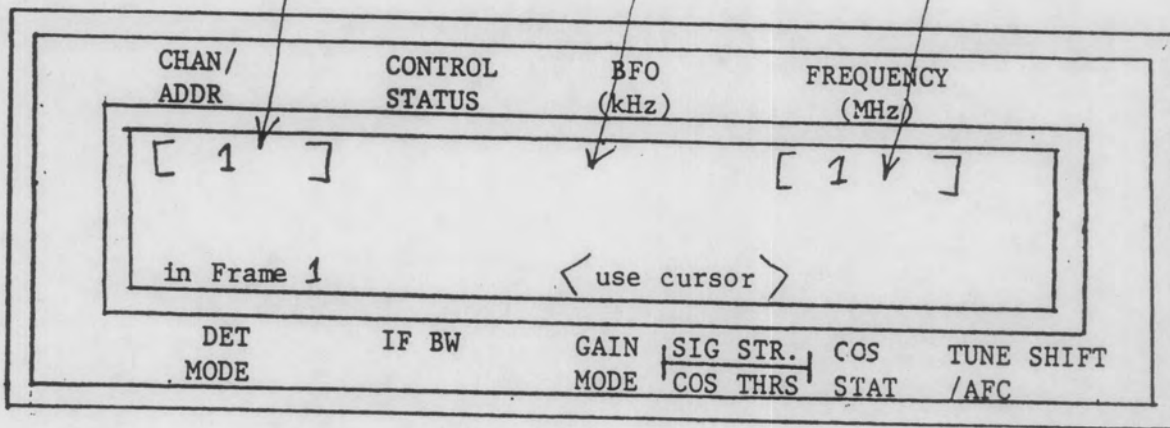 CHAN/ CONTROL BFO FREQUENCY
ADDR STATUS (kHz) (MHz)
[ 1 ] [ 1 ]
in Frame 1 < use cursor >
DET IF BW GAIN SIG STR. COS TUNE SHIFT
MODE MODE COS THRS STAT /AFC